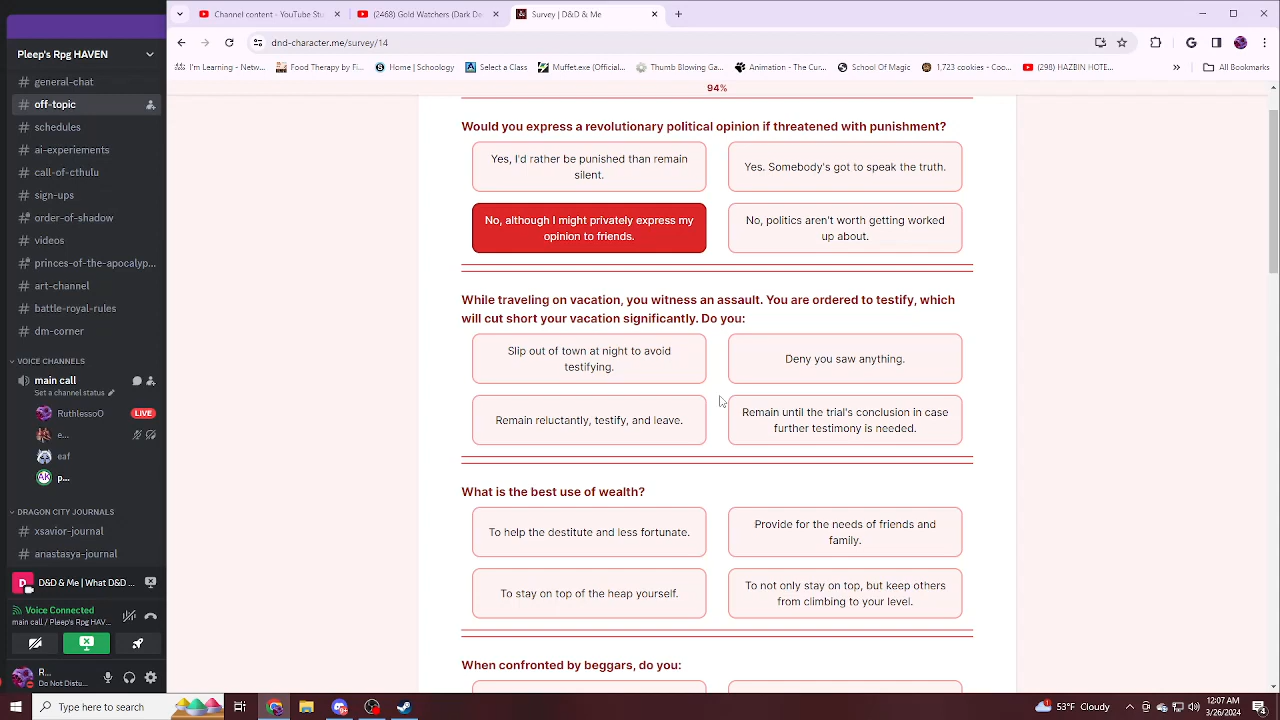 Pleep's Rpg HAVEN
general-chat
off-topic
schedules
ai-experiments
call-of-cthulu
sign-ups
order-of-shadow
videos
princes-of-the-apocalyp...
art-channel
battle-royal-rules
dm-corner
VOICE CHANNELS
main call
Set a channel status
RuthlessoO LIVE
e...
eaf
AK p...
DRAGON CITY JOURNALS
xsavior-journal
anastasya-journal
D D&D & Me | What D&D ...
Voice Connected
main call / Pleep's Rpg HAV...
R...
Do Not Distu...
Channel content - YouTube Stu
(2468) Gold Watchers (Dark De
Survey | D&D & Me
dnd-character.me/survey/14
I'm Learning - Netw...
Food Therapy by Fi...
Home | Schoology
Select a Class
Muffet.exe(Official...
Thumb Blowing Ga...
Animation - The Cur...
School Of Magic
1,723 cookies - Coo...
(298) HAZBIN HOTE...
»
All Bookmarks
94%
Would you express a revolutionary political opinion if threatened with punishment?
Yes, I'd rather be punished than remain
silent.
Yes. Somebody's got to speak the truth.
No, although I might privately express my
opinion to friends.
No, politics aren't worth getting worked
up about.
While traveling on vacation, you witness an assault. You are ordered to testify, which
will cut short your vacation significantly. Do you:
Slip out of town at night to avoid
testifying.
Deny you saw anything.
Remain reluctantly, testify, and leave.
Remain until the trial's conclusion in case
further testimony is needed.
What is the best use of wealth?
To help the destitute and less fortunate.
Provide for the needs of friends and
family.
To stay on top of the heap yourself.
To not only stay on top, but keep others
from climbing to your level.
When confronted by beggars, do you:
Type here to search
53°F Cloudy
12:07 AM
3/26/2024